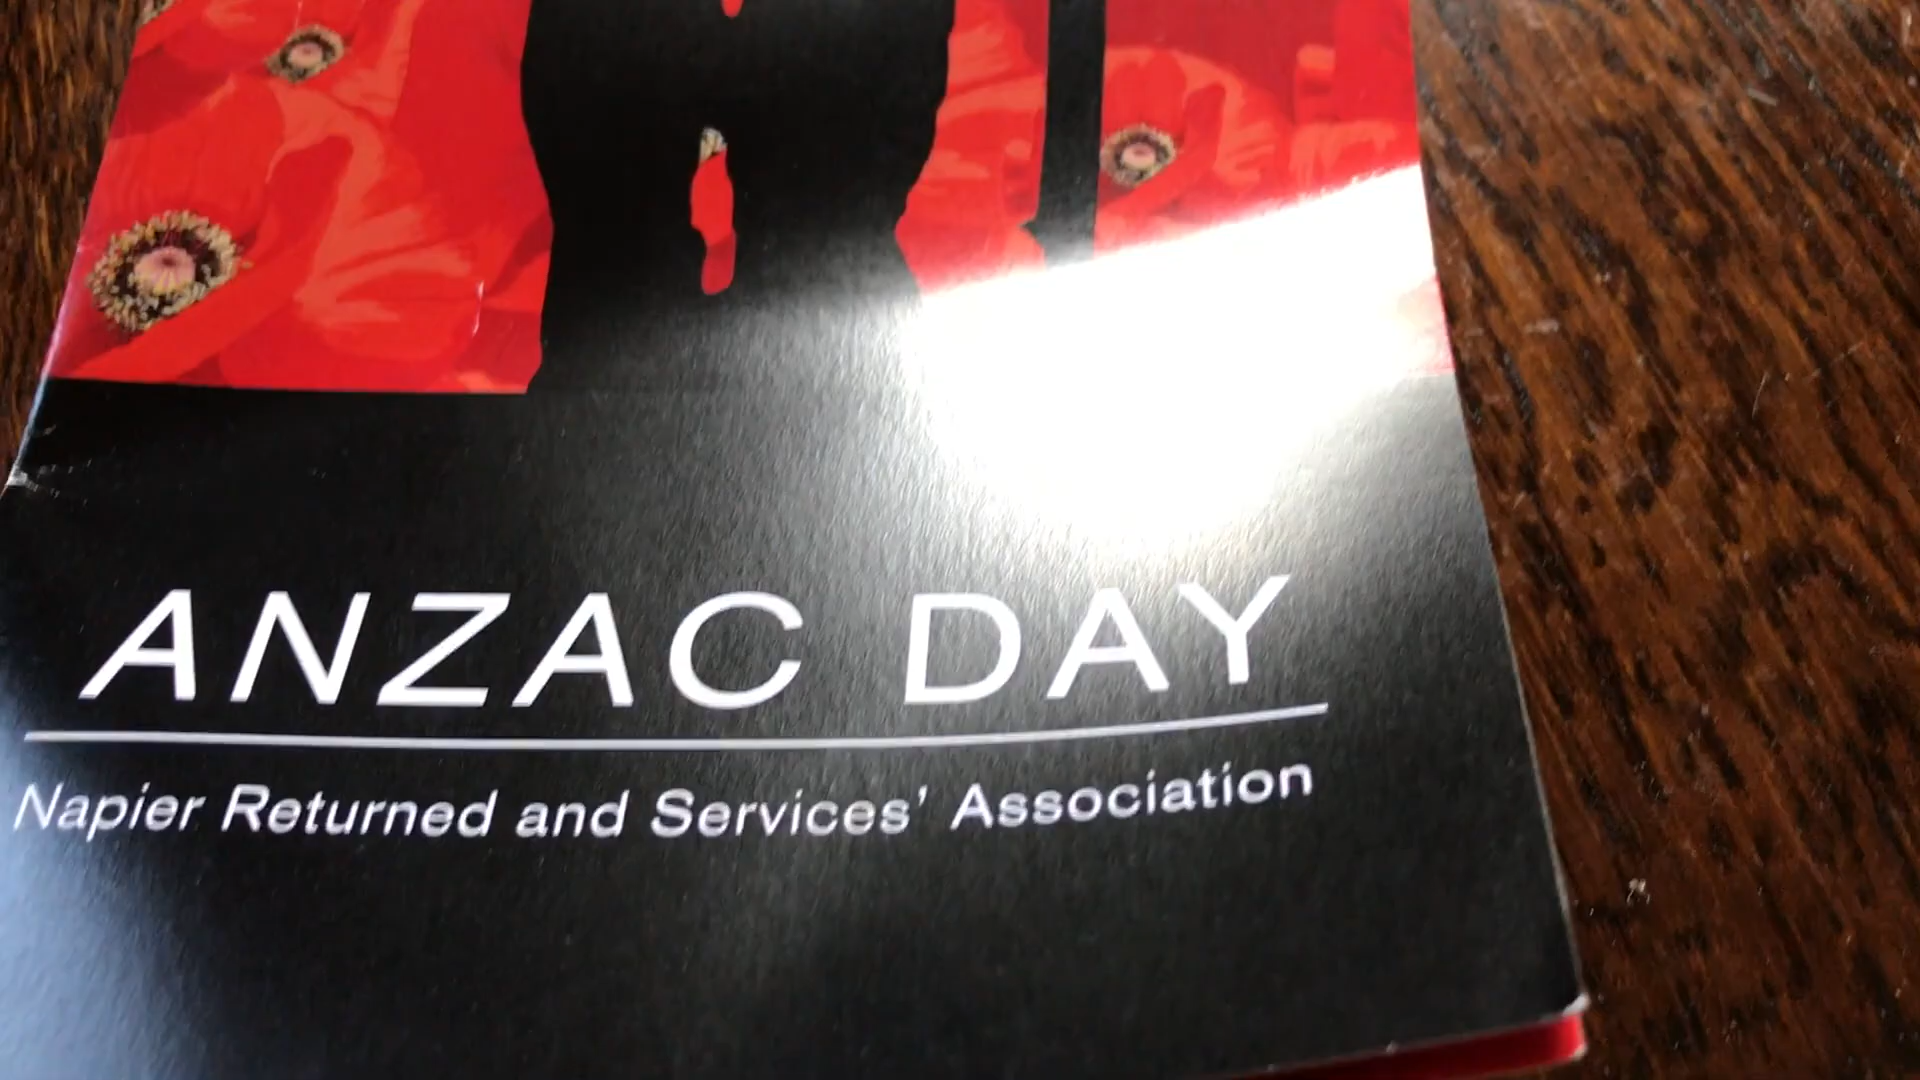 ANZAC DAY
Napier Returned and Services' Association